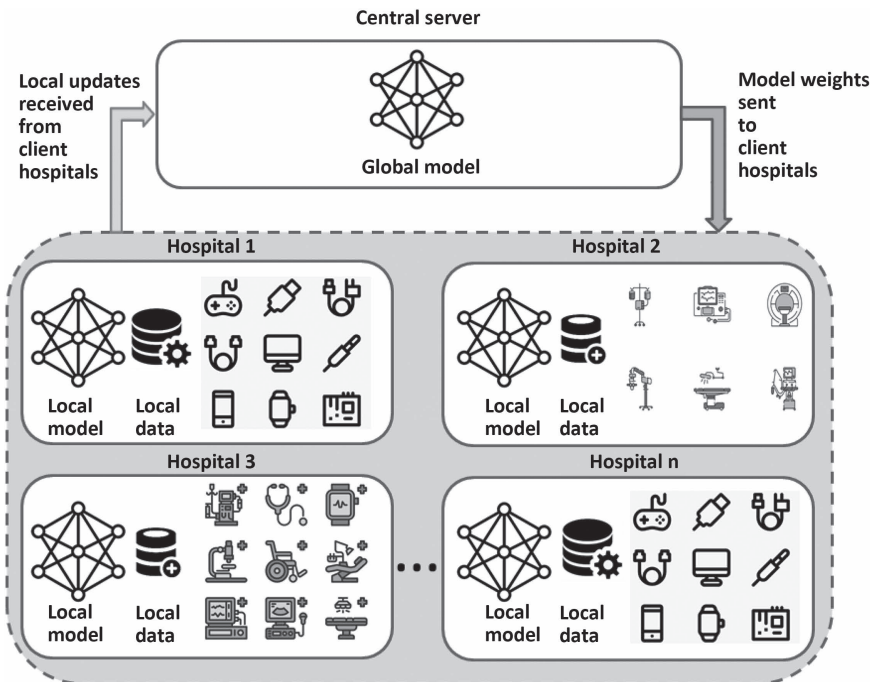 Central server
Local updates
received
from
client
hospitals
Global model
Model weights
sent
to
client
hospitals
Hospital 1
Local
model
Local
data
Hospital 2
Local
model
Local
data
Hospital 3
Local
model
Local
data
Hospital n
Local
model
Local
data